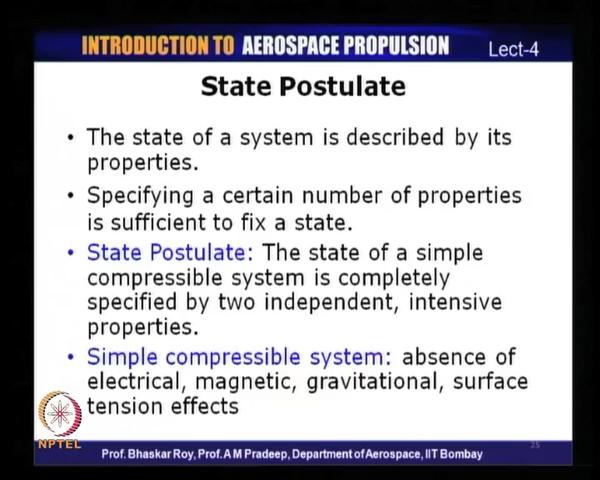 INTRODUCTION TO AEROSPACE PROPULSION Lect-4
State Postulate
• The state of a system is described by its
properties.
• Specifying a certain number of properties
is sufficient to fix a state.
• State Postulate: The state of a simple
compressible system is completely
specified by two independent, intensive
properties.
• Simple compressible system: absence of
electrical, magnetic, gravitational, surface
tension effects
NPTEL
25
Prof. Bhaskar Roy, Prof. A M Pradeep, Department of Aerospace, IIT Bombay